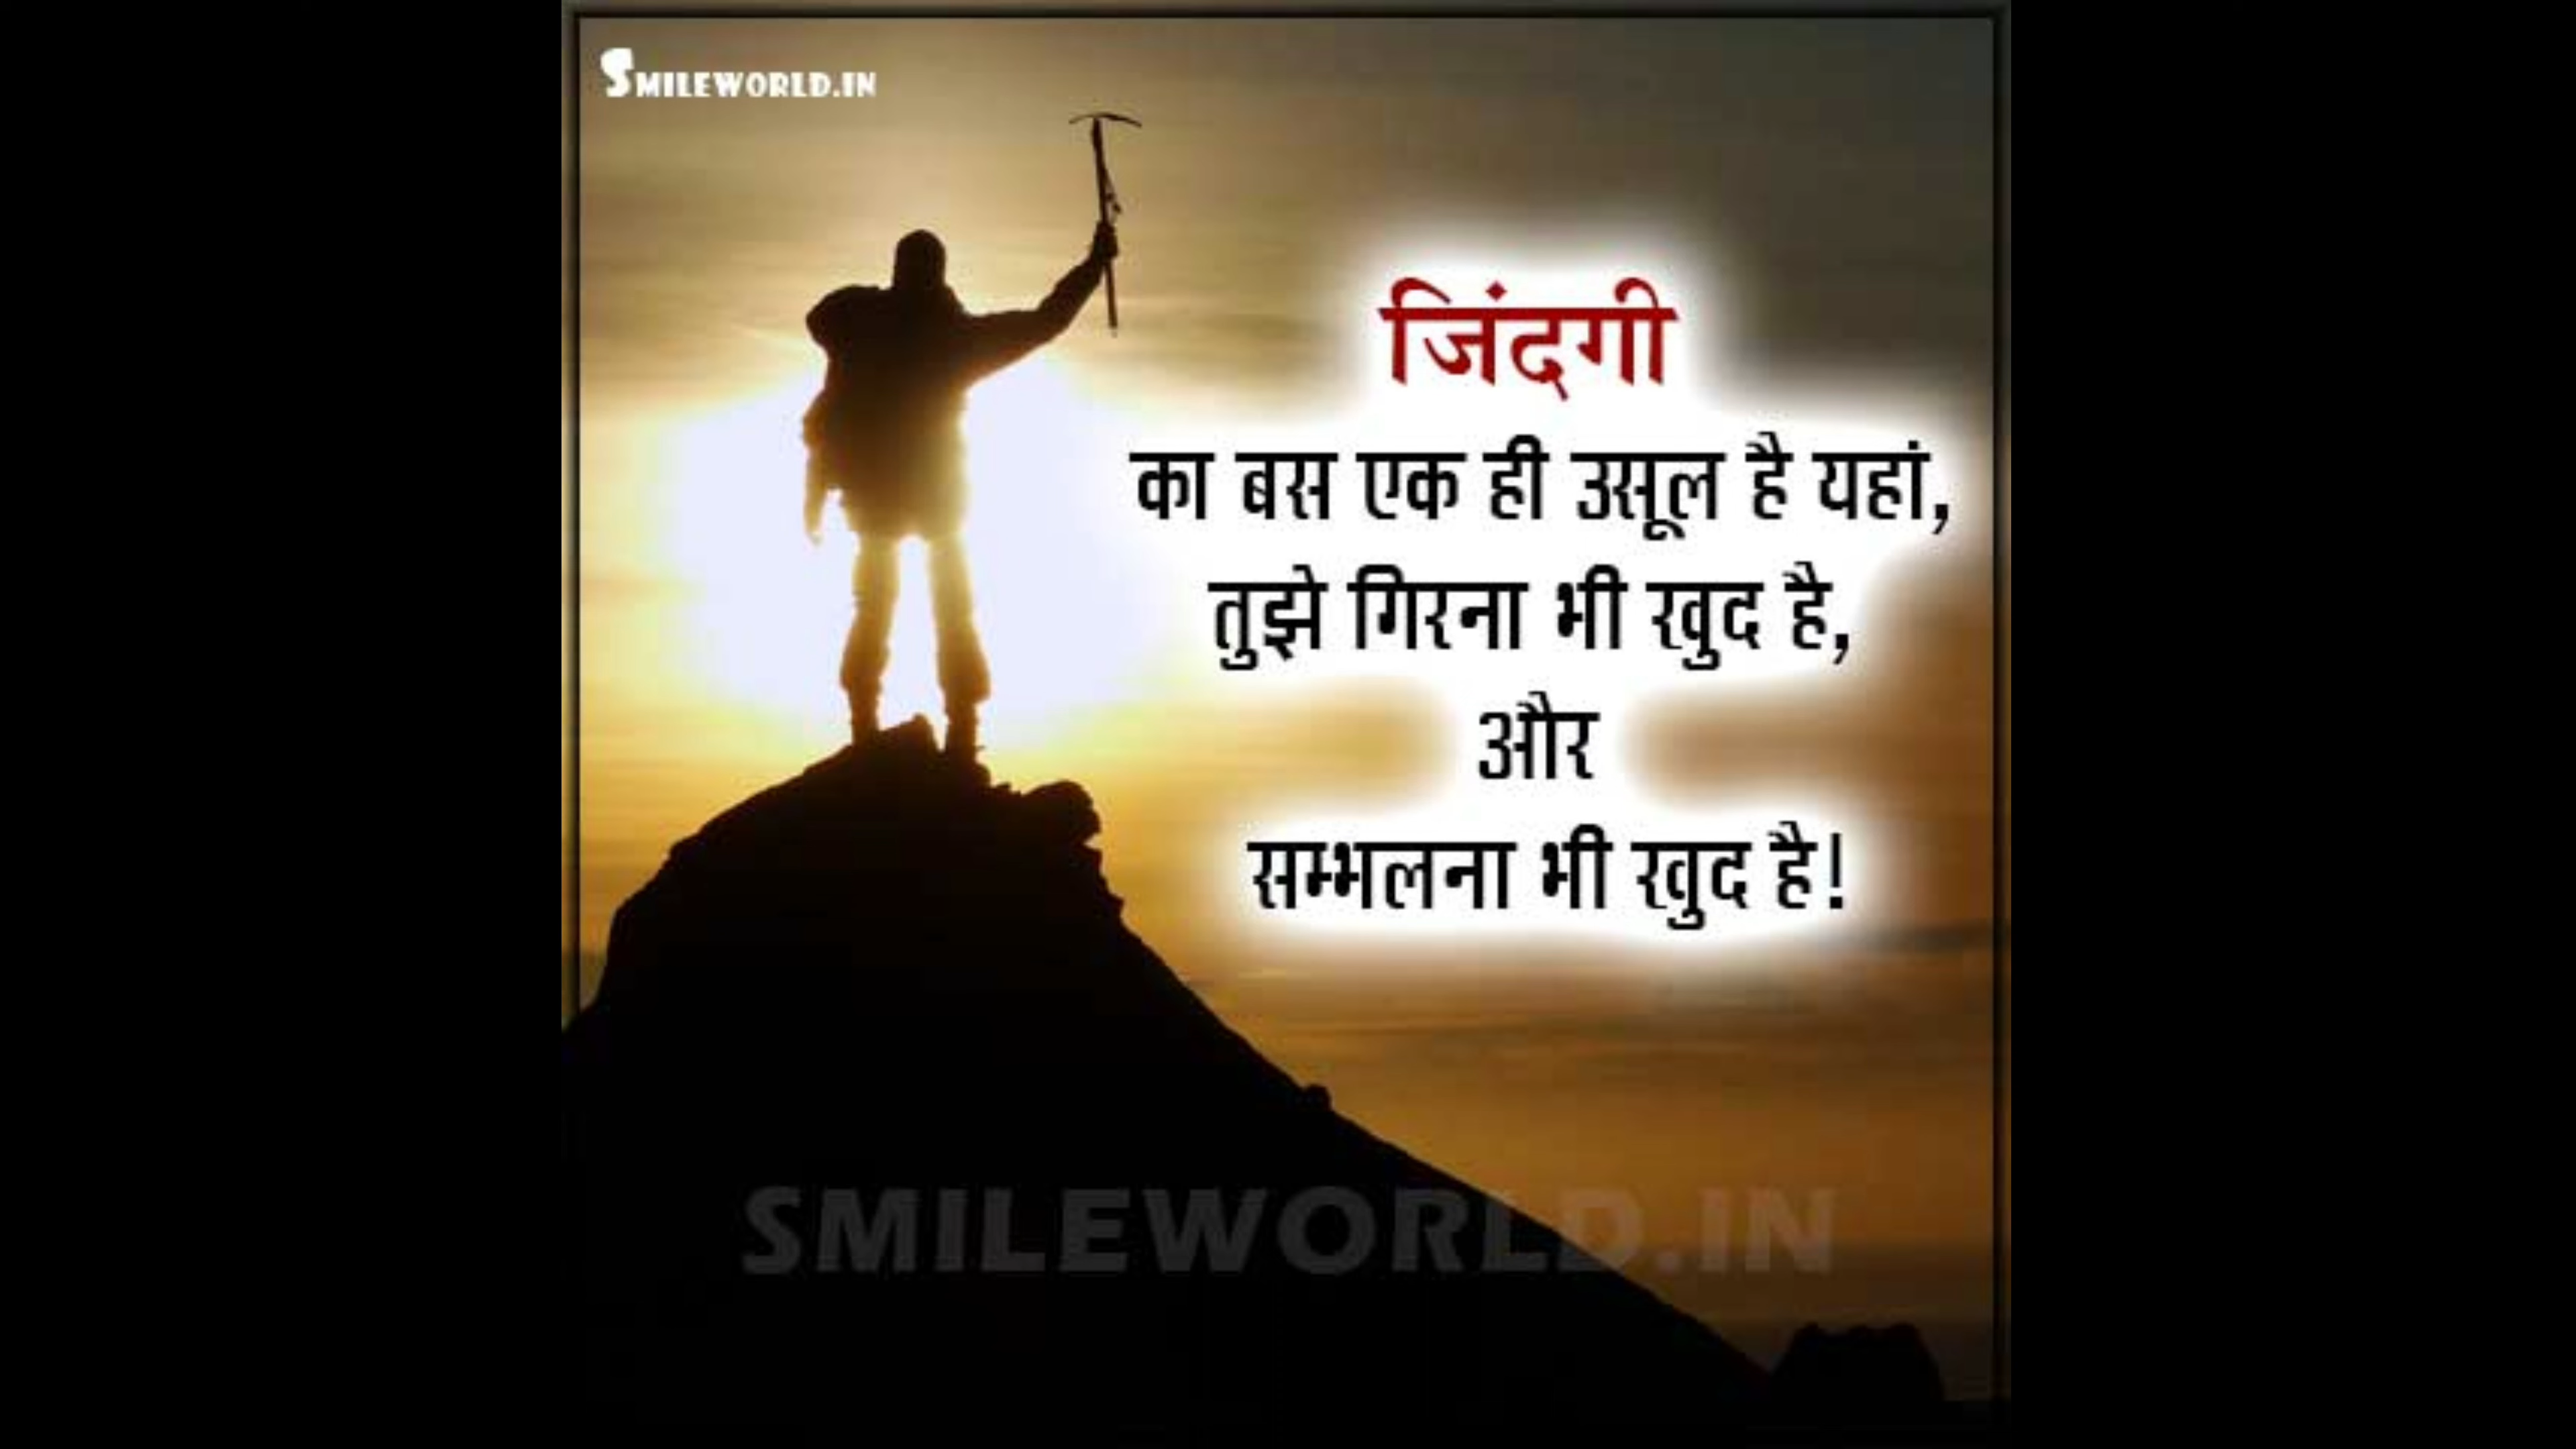 SMILEWORLD.IN
जिंदगी
का बस एक ही उसूल है यहां,
तुझे गिरना भी खुद है,
और
सम्भलना भी खुद है!
SMILEWORLD.IN